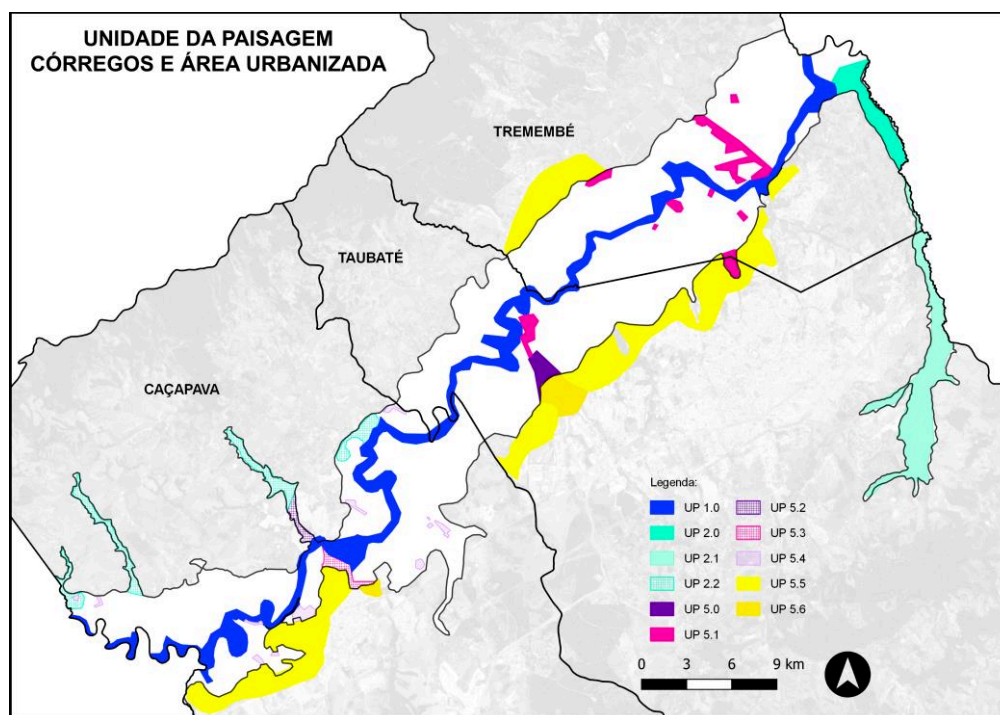 UNIDADE DA PAISAGEM
CÓRREGOS E ÁREA URBANIZADA
TREMEMBÉ
TAUBATÉ
CAÇAPAVA
Legenda:
UP 1.0
UP 2.0
UP 2.1
UP 2.2
UP 5.0
UP 5.1
UP 5.2
UP 5.3
UP 5.4
UP 5.5
UP 5.6
0 3 6 9 km